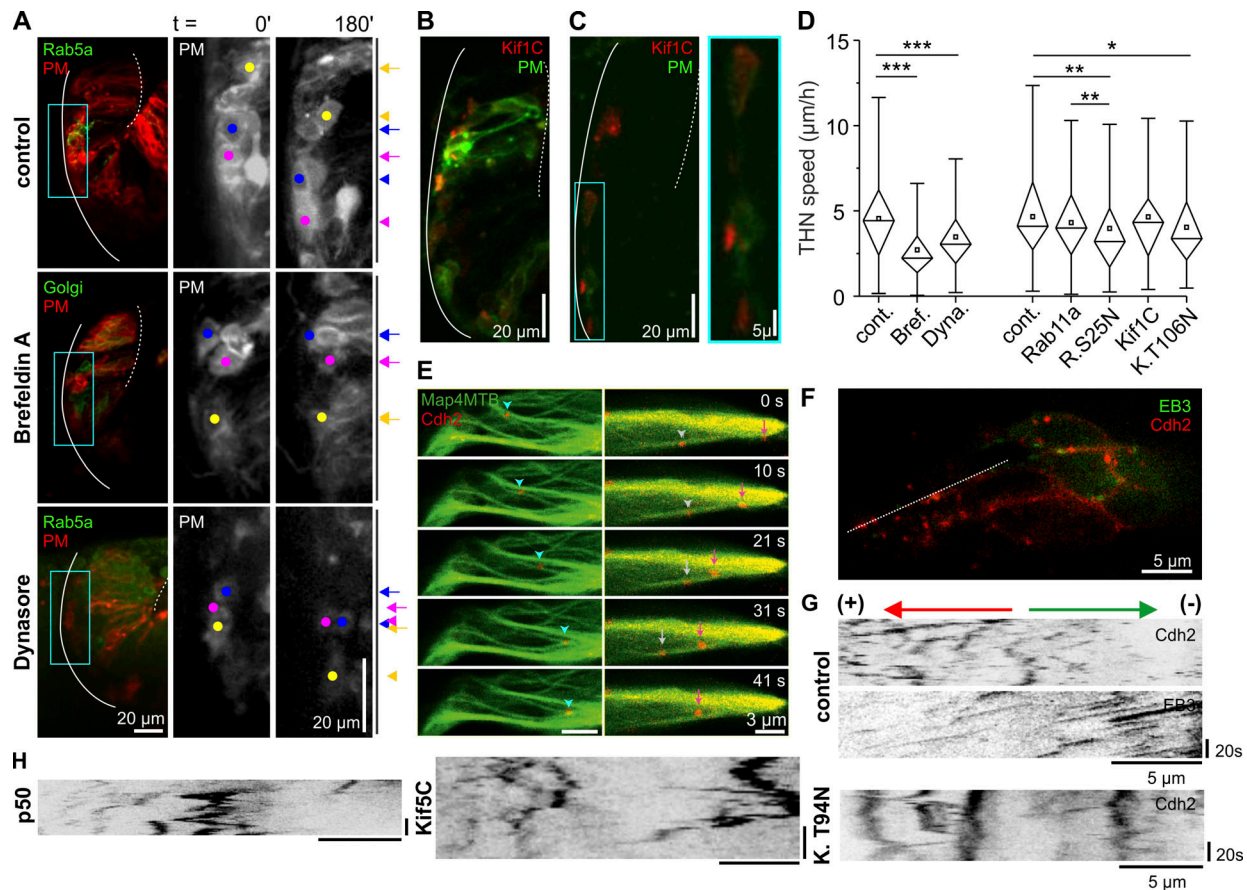 A
t =
0'
180'
Rab5a
PM
PM
control
Golgi
PM
PM
Brefeldin A
Rab5a
PM
PM
Dynasore
20 µm
20 µm
B
Kif1C
PM
20 µm
C
Kif1C
PM
20 µm
5µ
D
THN speed (µm/h)
15
10
5
0
***
***
*
**
**
cont.
Bref.
Dyna.
cont.
Rab11a
R.S25N
Kif1C
K.T106N
E
Map4MTB
Cdh2
0 s
10 s
21 s
31 s
41 s
3 µm
F
EB3
Cdh2
5 µm
G
(+)
(-)
control
Cdh2
EB3
20s
5 µm
K. T94N
Cdh2
20s
5 µm
H
p50
Kif5C